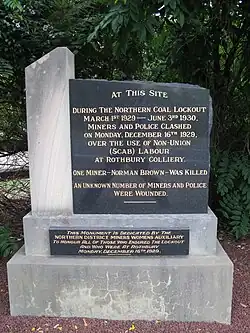 AT THIS SITE
DURING THE NORTHERN COAL LOCKOUT
MARCH 1ST 1929 — JUNE 3RD 1930,
MINERS AND POLICE CLASHED
ON MONDAY, DECEMBER 16TH 1929,
OVER THE USE OF NON-UNION
(SCAB) LABOUR
AT ROTHBURY COLLIERY.
ONE MINER-NORMAN BROWN-WAS KILLED
AN UNKNOWN NUMBER OF MINERS AND POLICE
WERE WOUNDED.
THIS MONUMENT IS DEDICATED BY THE
NORTHERN DISTRICT MINERS WOMENS AUXILIARY
TO HONOUR ALL OF THOSE WHO ENDURED THE LOCKOUT
AND WHO WERE AT ROTHBURY
MONDAY, DECEMBER 16TH 1929.